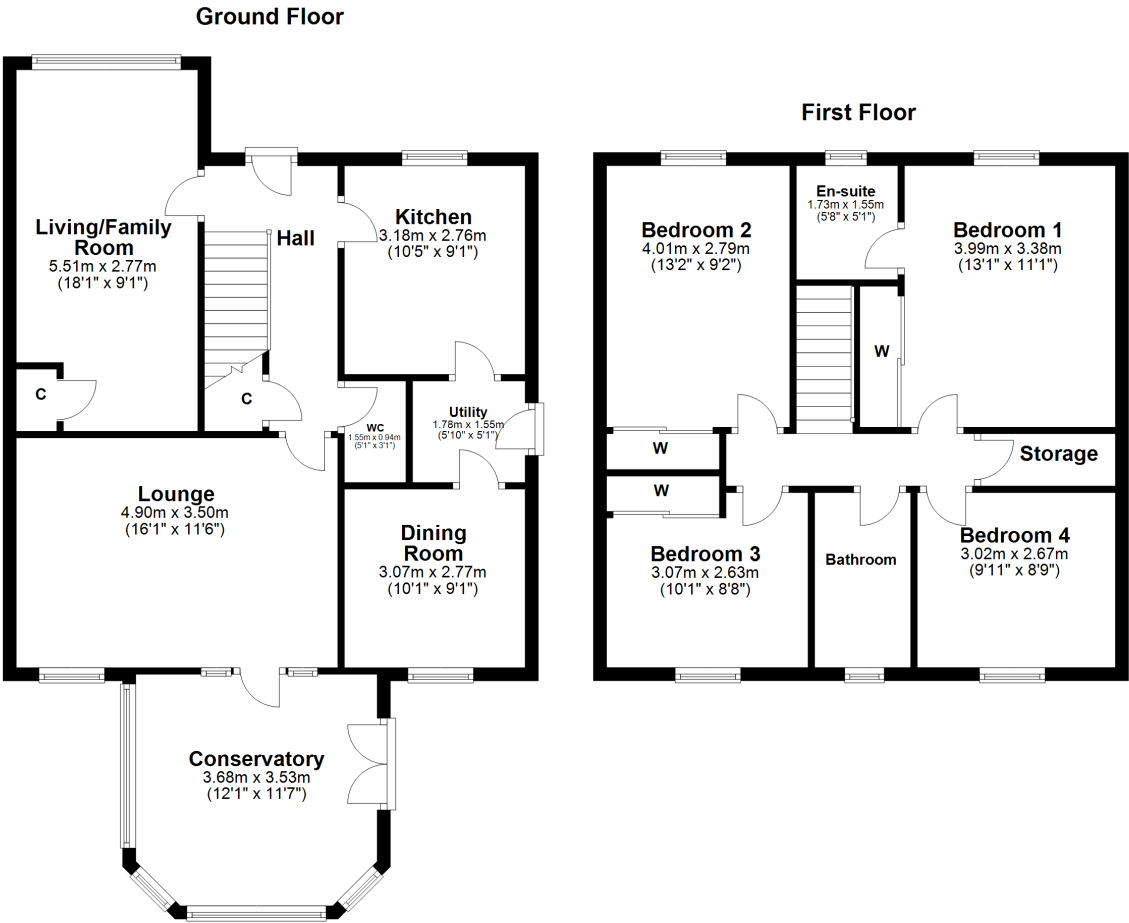 Ground Floor
Living/Family
Room
5.51m x 2.77m
(18'1" x 9'1")
Hall
Kitchen
3.18m x 2.76m
(10'5" x 9'1")
C
C
WC
1.55m x 0.94m
(5'1" x 3'1")
Utility
1.78m x 1.55m
(5'10" x 5'1")
Lounge
4.90m x 3.50m
(16'1" x 11'6")
Dining
Room
3.07m x 2.77m
(10'1" x 9'1")
Conservatory
3.68m x 3.53m
(12'1" x 11'7")
First Floor
Bedroom 2
4.01m x 2.79m
(13'2" x 9'2")
En-suite
1.73m x 1.55m
(5'8" x 5'1")
Bedroom 1
3.99m x 3.38m
(13'1" x 11'1")
W
W
W
Storage
Bedroom 3
3.07m x 2.63m
(10'1" x 8'8")
Bathroom
Bedroom 4
3.02m x 2.67m
(9'11" x 8'9")